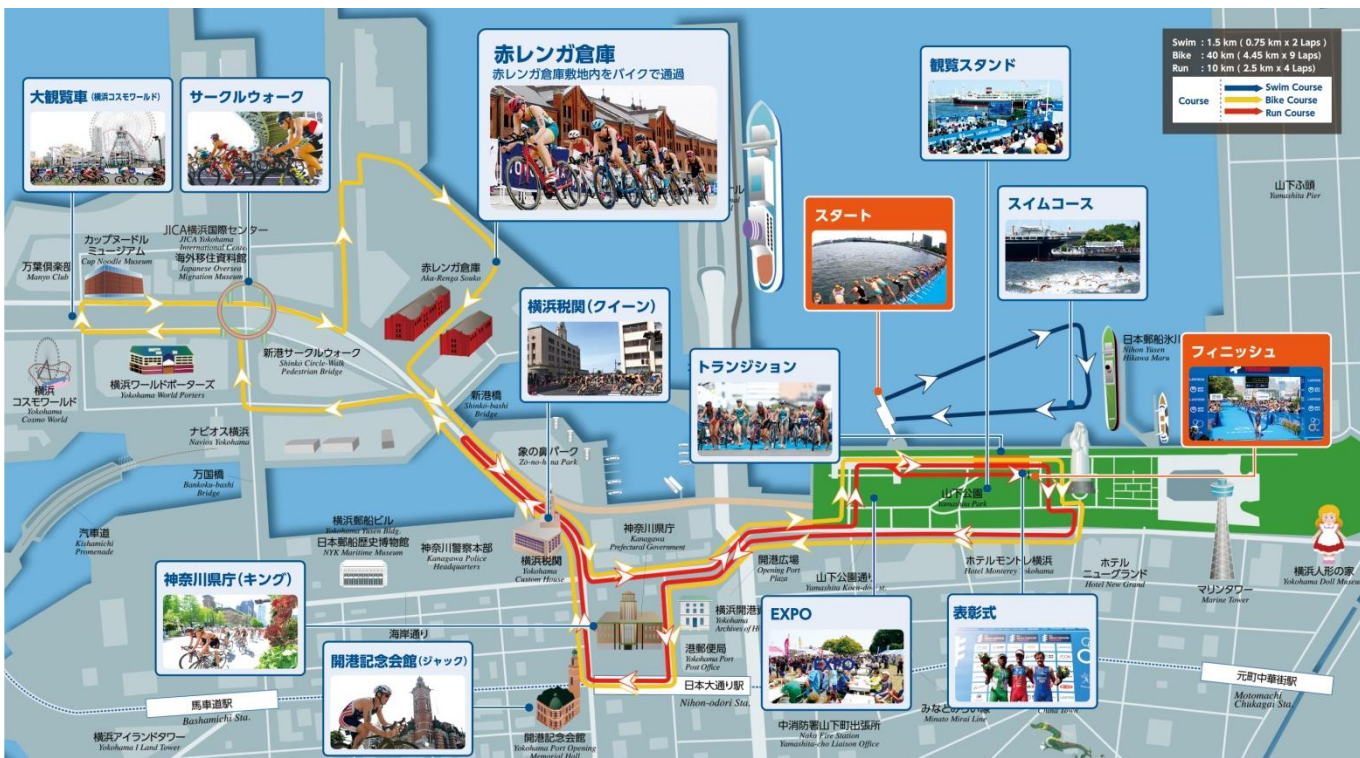 赤レンガ倉庫
赤レンガ倉庫敷地内をバイクで通過
大観覧車(横浜コスモワールド)
サークルウォーク
観覧スタンド
Swim : 1.5 km ( 0.75 km x 2 Laps )
Bike : 40 km ( 4.45 km x 9 Laps )
Run : 10 km ( 2.5 km x 4 Laps )
Course
Swim Course
Bike Course
Run Course
山下ふ頭
Yamashita Pier
スタート
スイムコース
カップヌードル
ミュージアム
Cup Noodle Museum
JICA横浜国際センター
JICA Yokohama
International
海外移住資料館
Japanese Oversea
Migration Museum
万葉倶楽部
Manyo Club
赤レンガ倉庫
Aka-Renga Souko
横浜税関(クイーン)
日本郵船氷川
Nihon Yusen
Hikawa Maru
フィニッシュ
新港サークルウォーク
Shinko Circle-Walk
Pedestrian Bridge
トランジション
横浜
コスモワールド
Yokohama
Cosmo World
横浜ワールドポーターズ
Yokohama World Porters
新港橋
Shinko-bashi
Bridge
ナビオス横浜
Navios Yokohama
象の鼻パーク
Zō-no-hana Park
万国橋
Bankoku-bashi
Bridge
山下公園
Yamashita Park
汽車道
Kishamichi
Promenade
横浜郵船ビル
Yokohama Yusen Bldg.
日本郵船歴史博物館
NYK Maritime Museum
神奈川警察本部
Kanagawa Police
Headquarters
横浜税関
Yokohama
Custom House
神奈川県庁
Kanagawa
Prefectural Government
開港広場
Opening Port
Plaza
山下公園通り
ホテルモントレ横浜
Hotel Monterey
ホテル
ニューグランド
Hotel New Grand
マリンタワー
Marine Tower
横浜人形の家
Yokohama Doll Museum
神奈川県庁(キング)
横浜開港資
Yokohama
Archives of
EXPO
EXPO
表彰式
海岸通り
開港記念会館(ジャック)
港郵便局
Yokohama Port
Post Office
馬車道駅
Bashamichi Sta.
日本大通り駅
Nihon-odori Sta.
元町中華街駅
Motomachi
Chukagai Sta.
Minato Mirai Line
China Town
横浜アイランドタワー
Yokohama I Land Tower
開港記念会館
Yokohama Port Opening
Memorial Hall
中消防署山下町出張所
Naka Fire Station
Yamashita-cho Liaison Office